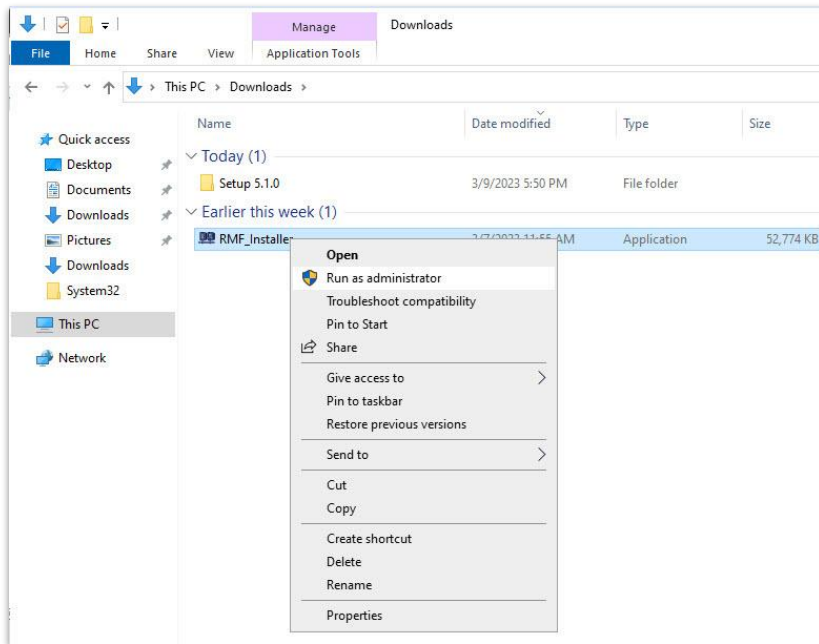 Manage
Downloads
File
Home
Share
View
Application Tools
This PC
Downloads
Name
Date modified
Type
Size
Quick access
Desktop
Documents
Downloads
Pictures
Downloads
System32
This PC
Network
Today (1)
Setup 5.1.0
3/9/2023 5:50 PM
File folder
Earlier this week (1)
RMF_Installer
AM
Application
52,774 KB
Open
Run as administrator
Troubleshoot compatibility
Pin to Start
Share
Give access to
Pin to taskbar
Restore previous versions
Send to
Cut
Copy
Create shortcut
Delete
Rename
Properties